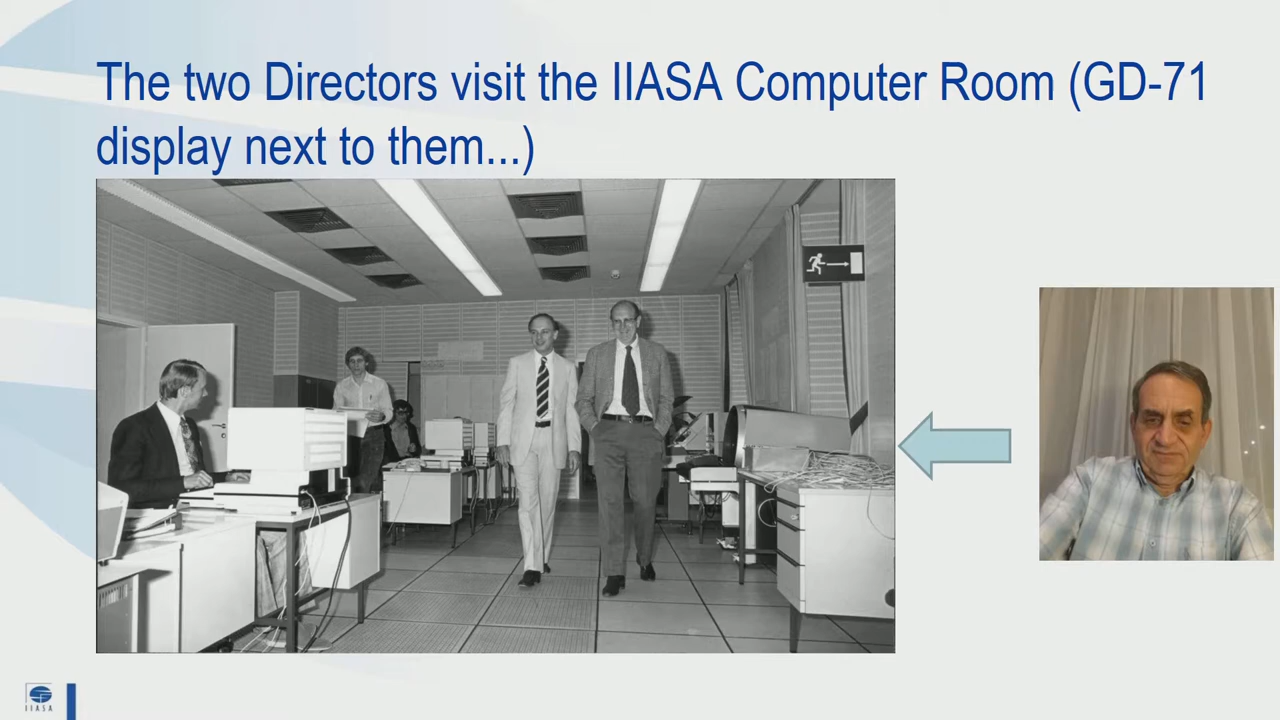 The two Directors visit the IIASA Computer Room (GD-71
display next to them...)
IIASA